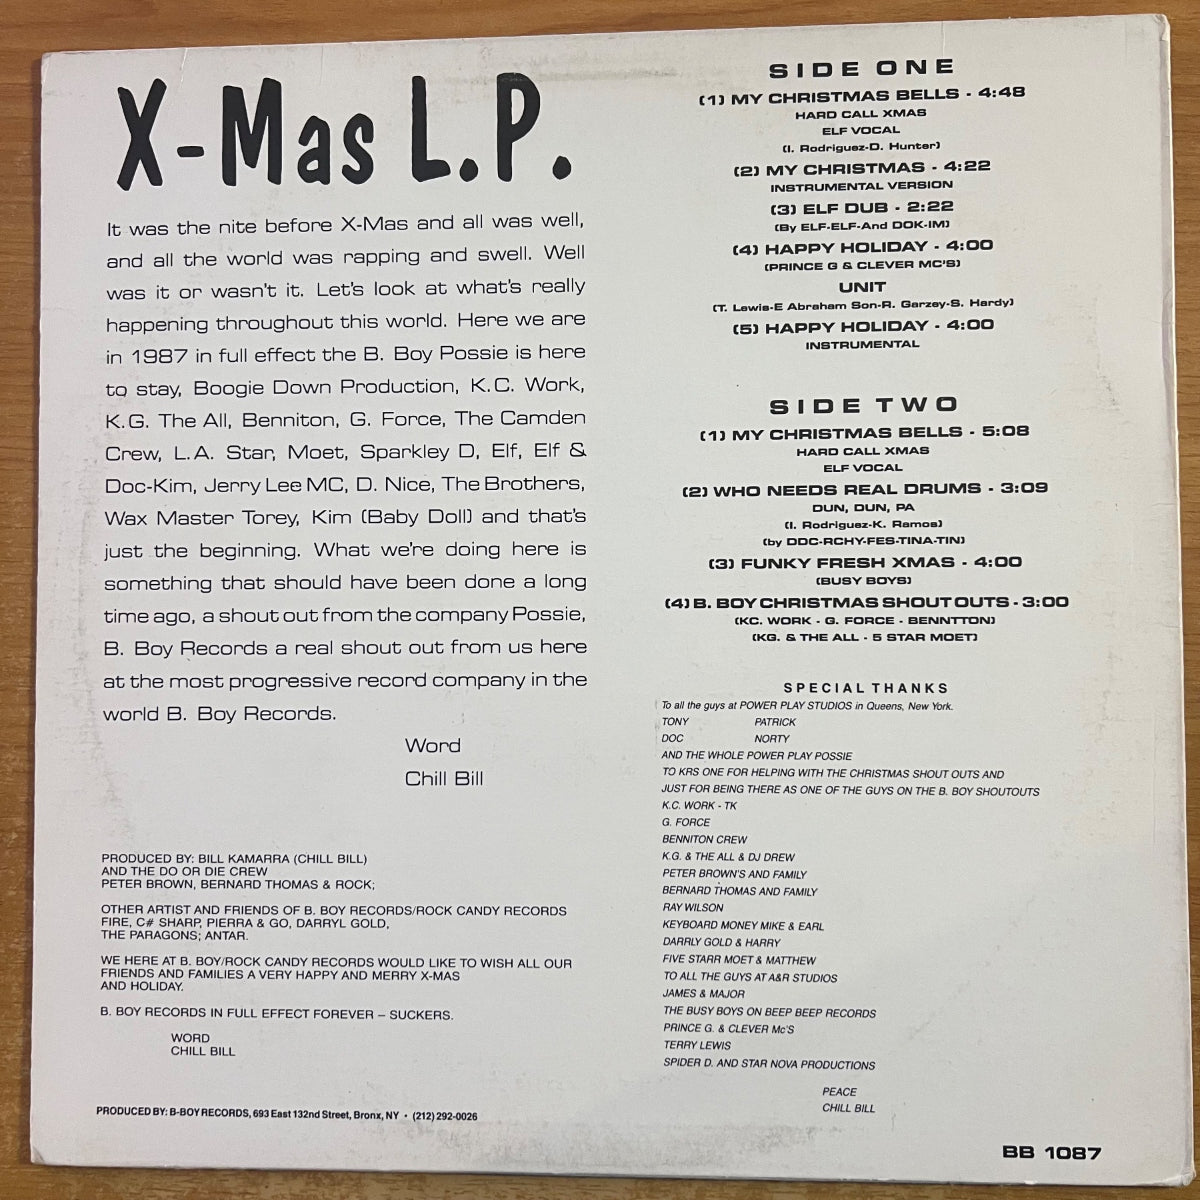 X-Mas L.P.
It was the nite before X-Mas and all was well,
and all the world was rapping and swell. Well
was it or wasn't it. Let's look at what's really
happening throughout this world. Here we are
in 1987 in full effect the B. Boy Possie is here
to stay, Boogie Down Production, K.C. Work,
K.G. The All, Benniton, G. Force, The Camden
Crew, L.A. Star, Moet, Sparkley D, Elf, Elf &
Doc-Kim, Jerry Lee MC, D. Nice, The Brothers,
Wax Master Torey, Kim (Baby Doll) and that's
just the beginning. What we're doing here is
something that should have been done a long
time ago, a shout out from the company Possie,
B. Boy Records a real shout out from us here
at the most progressive record company in the
world B. Boy Records.
Word
Chill Bill
PRODUCED BY: BILL KAMARRA (CHILL BILL)
AND THE DO OR DIE CREW
PETER BROWN, BERNARD THOMAS & ROCK;
OTHER ARTIST AND FRIENDS OF B. BOY RECORDS/ROCK CANDY RECORDS
FIRE, C# SHARP, PIERRA & GO, DARRYL GOLD,
THE PARAGONS; ANTAR.
WE HERE AT B. BOY/ROCK CANDY RECORDS WOULD LIKE TO WISH ALL OUR
FRIENDS AND FAMILIES A VERY HAPPY AND MERRY X-MAS
AND HOLIDAY.
B. BOY RECORDS IN FULL EFFECT FOREVER – SUCKERS.
WORD
CHILL BILL
PRODUCED BY: B-BOY RECORDS, 693 East 132nd Street, Bronx, NY • (212) 292-0026
SIDE ONE
(1) MY CHRISTMAS BELLS - 4:48
HARD CALL XMAS
ELF VOCAL
(I. Rodriguez-D. Hunter)
(2) MY CHRISTMAS - 4:22
INSTRUMENTAL VERSION
(3) ELF DUB - 2:22
(By ELF-ELF-And DOK-IM)
(4) HAPPY HOLIDAY - 4:00
(PRINCE G & CLEVER MC'S)
UNIT
(T. Lewis-E Abraham Son-R. Garzey-S. Hardy)
(5) HAPPY HOLIDAY - 4:00
INSTRUMENTAL
SIDE TWO
(1) MY CHRISTMAS BELLS - 5:08
HARD CALL XMAS
ELF VOCAL
(2) WHO NEEDS REAL DRUMS - 3:09
DUN, DUN, PA
(I. Rodriguez-K. Ramos)
(by DDC-RCHY-FES-TINA-TIN)
(3) FUNKY FRESH XMAS - 4:00
(BUSY BOYS)
(4) B. BOY CHRISTMAS SHOUT OUTS - 3:00
(KC. WORK - G. FORCE - BENNTTON)
(KG. & THE ALL - 5 STAR MOET)
SPECIAL THANKS
To all the guys at POWER PLAY STUDIOS in Queens, New York.
TONY PATRICK
DOC NORTY
AND THE WHOLE POWER PLAY POSSIE
TO KRS ONE FOR HELPING WITH THE CHRISTMAS SHOUT OUTS AND
JUST FOR BEING THERE AS ONE OF THE GUYS ON THE B. BOY SHOUTOUTS
K.C. WORK - TK
G. FORCE
BENNITON CREW
K.G. & THE ALL & DJ DREW
PETER BROWN'S AND FAMILY
BERNARD THOMAS AND FAMILY
RAY WILSON
KEYBOARD MONEY MIKE & EARL
DARRLY GOLD & HARRY
FIVE STARR MOET & MATTHEW
TO ALL THE GUYS AT A&R STUDIOS
JAMES & MAJOR
THE BUSY BOYS ON BEEP BEEP RECORDS
PRINCE G. & CLEVER Mc'S
TERRY LEWIS
SPIDER D. AND STAR NOVA PRODUCTIONS
PEACE
CHILL BILL
BB 1087